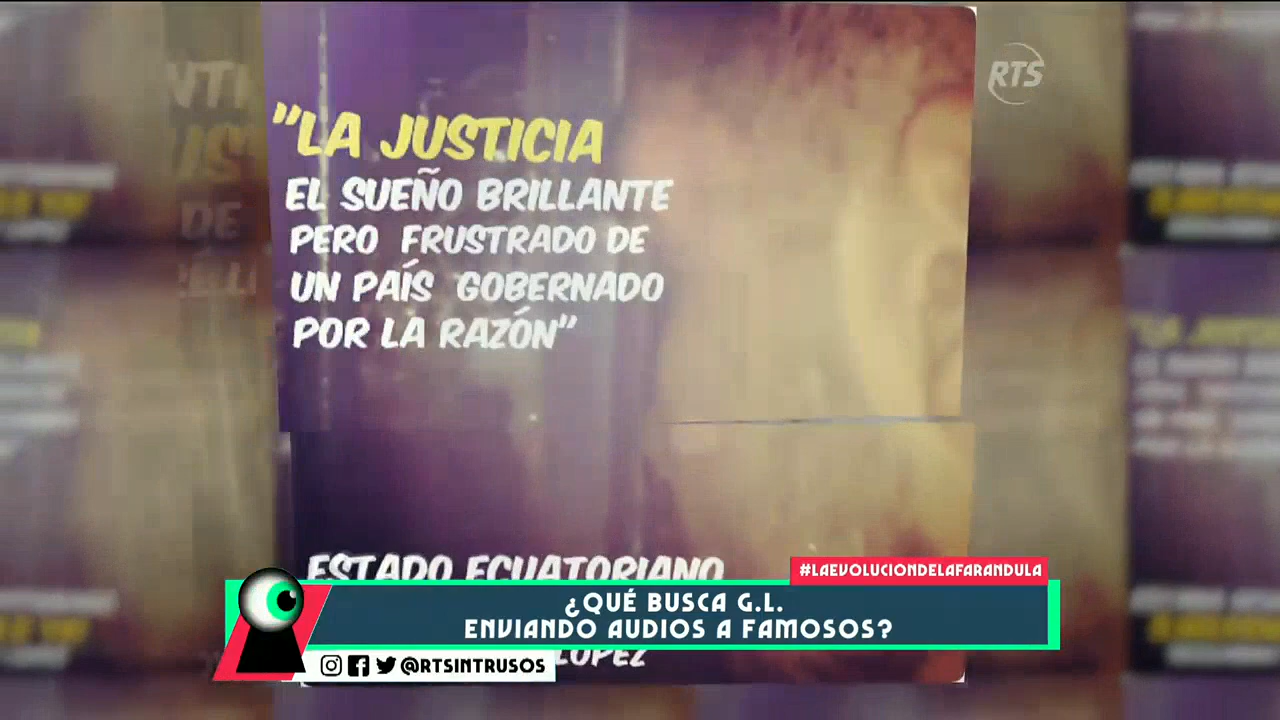 RTS
"LA JUSTICIA
EL SUEÑO BRILLANTE
PERO FRUSTRADO DE
UN PAÍS GOBERNADO
POR LA RAZÓN"
ESTADO ECUATORIANO
#LAEVOLUCIONDELAFARANDULA
¿QUÉ BUSCA G.L.
ENVIANDO AUDIOS A FAMOSOS?
@RTSINTRUSOS
LÓPEZ